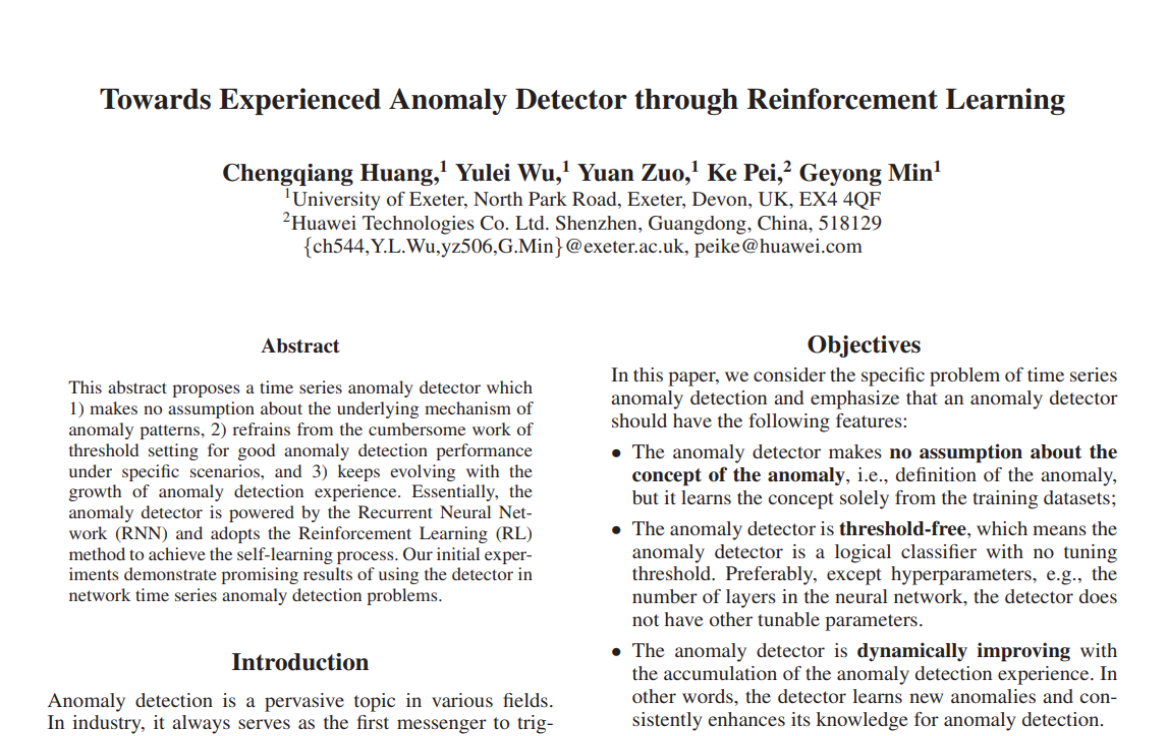 Towards Experienced Anomaly Detector through Reinforcement Learning
Chengqiang Huang,1 Yulei Wu,1 Yuan Zuo,1 Ke Pei,2 Geyong Min1
1University of Exeter, North Park Road, Exeter, Devon, UK, EX4 4QF
2Huawei Technologies Co. Ltd. Shenzhen, Guangdong, China, 518129
{ch544,Y.L.Wu,yz506,G.Min}@exeter.ac.uk, peike@huawei.com
Abstract
This abstract proposes a time series anomaly detector which
1) makes no assumption about the underlying mechanism of
anomaly patterns, 2) refrains from the cumbersome work of
threshold setting for good anomaly detection performance
under specific scenarios, and 3) keeps evolving with the
growth of anomaly detection experience. Essentially, the
anomaly detector is powered by the Recurrent Neural Net-
work (RNN) and adopts the Reinforcement Learning (RL)
method to achieve the self-learning process. Our initial exper-
iments demonstrate promising results of using the detector in
network time series anomaly detection problems.
Introduction
Anomaly detection is a pervasive topic in various fields.
In industry, it always serves as the first messenger to trig-
Objectives
In this paper, we consider the specific problem of time series
anomaly detection and emphasize that an anomaly detector
should have the following features:
• The anomaly detector makes no assumption about the
concept of the anomaly, i.e., definition of the anomaly,
but it learns the concept solely from the training datasets;
• The anomaly detector is threshold-free, which means the
anomaly detector is a logical classifier with no tuning
threshold. Preferably, except hyperparameters, e.g., the
number of layers in the neural network, the detector does
not have other tunable parameters.
• The anomaly detector is dynamically improving with
the accumulation of the anomaly detection experience. In
other words, the detector learns new anomalies and con-
sistently enhances its knowledge for anomaly detection.